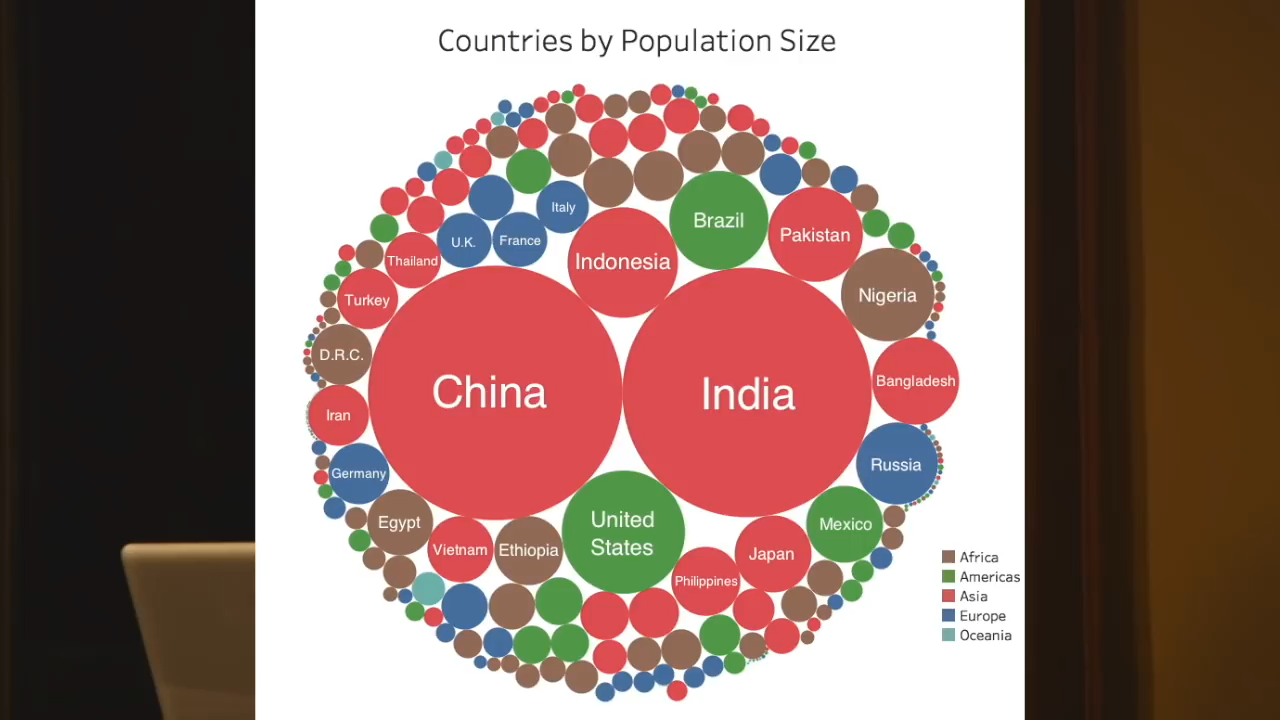 Countries by Population Size
Italy
Brazil
U.K.
France
Pakistan
Thailand
Indonesia
Turkey
Nigeria
D.R.C.
China
India
Bangladesh
Iran
Germany
Russia
Egypt
United
States
Mexico
Vietnam
Ethiopia
Japan
Philippines
Africa
Americas
Asia
Europe
Oceania